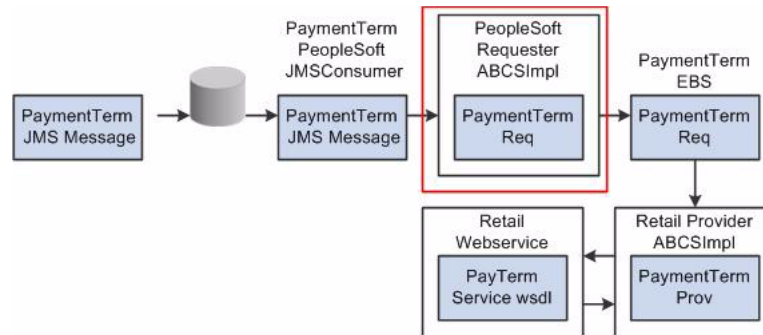 PaymentTerm
JMS Message
PaymentTerm
PeopleSoft
JMSConsumer
PaymentTerm
JMS Message
PeopleSoft
Requester
ABCSImpl
PaymentTerm
Req
PaymentTerm
EBS
PaymentTerm
Req
Retail
Webservice
PayTerm
Service wsdl
Retail Provider
ABCSImpl
PaymentTerm
Prov